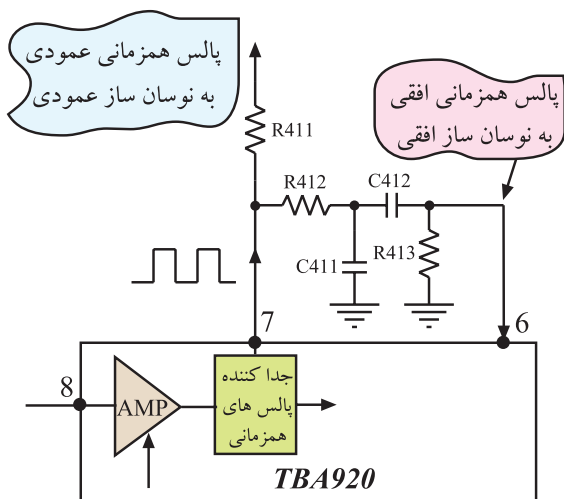 پالس همزمانی عمودی
به نوسان ساز عمودی
پالس همزمانی افقی
به نوسان ساز افقی
R411
R412
C412
C411
R413
7
6
8
AMP
جدا کننده
پالس های
همزمانی
TBA920